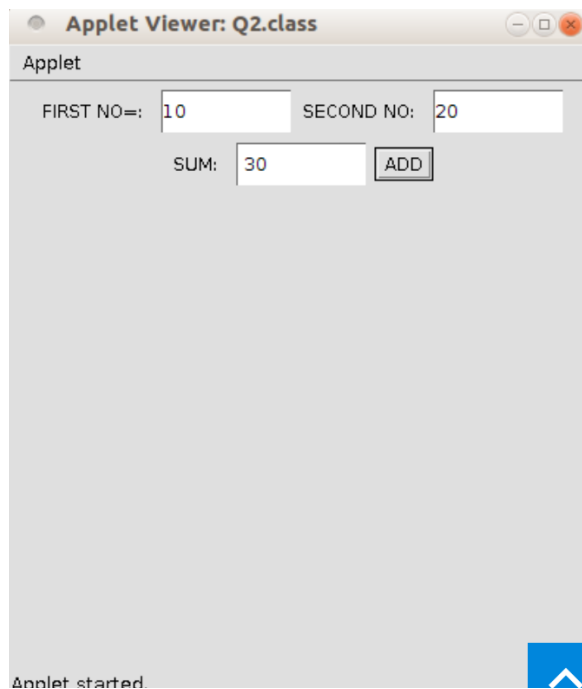 Applet Viewer: Q2.class
Applet
FIRST NO=: 10 SECOND NO: 20
SUM: 30 ADD
Applet started.